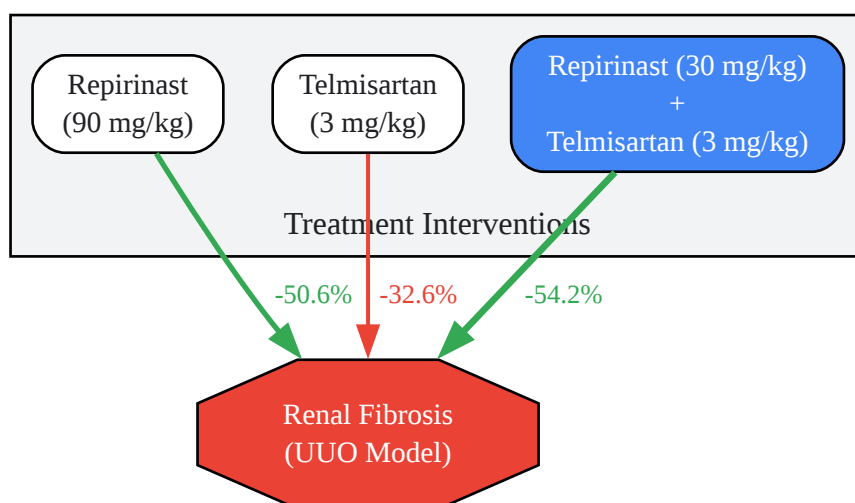 Repirinast
(90 mg/kg)
Telmisartan
(3 mg/kg)
Repirinast (30 mg/kg)
+
Telmisartan (3 mg/kg)
Treatment Interventions
-50.6%
-32.6%
-54.2%
Renal Fibrosis
(UUO Model)